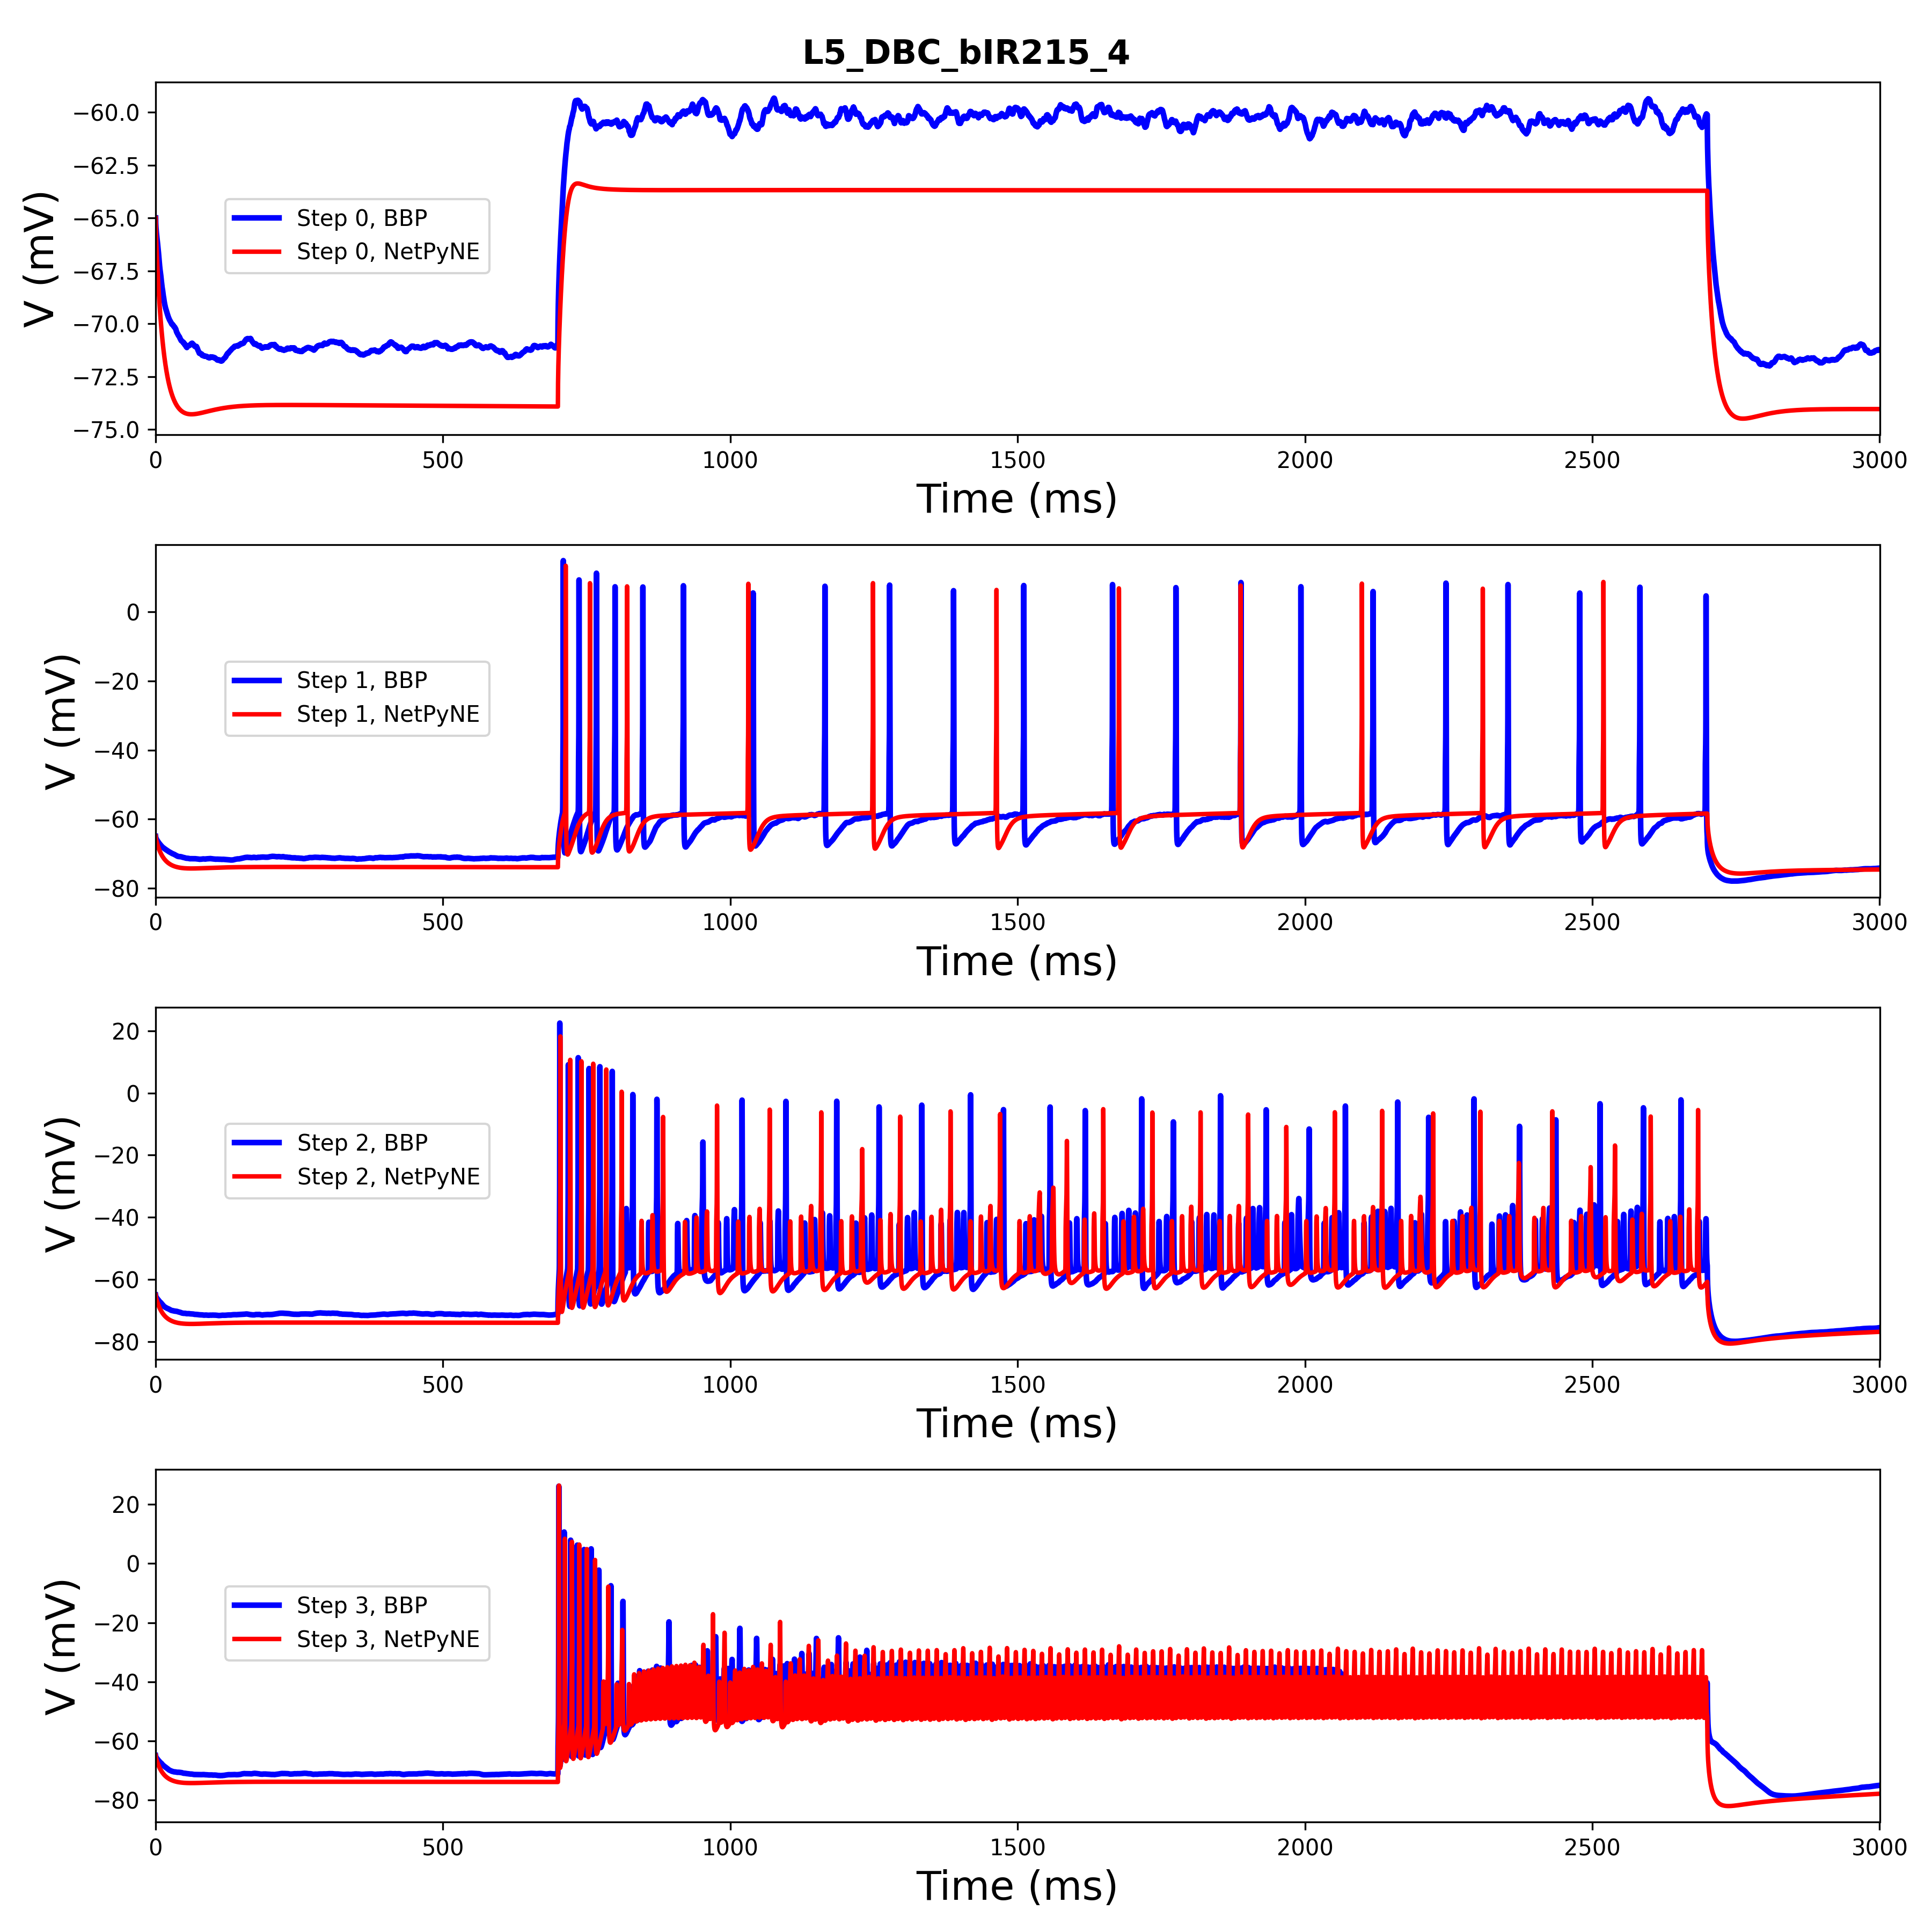 L5_DBC_bIR215_4
−60.0
−62.5
−65.0
−67.5
−70.0
−72.5
−75.0
V (mV)
Step 0, BBP
Step 0, NetPyNE
0 500 1000 1500 2000 2500 3000
Time (ms)
0
−20
−40
−60
−80
V (mV)
Step 1, BBP
Step 1, NetPyNE
0 500 1000 1500 2000 2500 3000
Time (ms)
20
0
−20
−40
−60
−80
V (mV)
Step 2, BBP
Step 2, NetPyNE
0 500 1000 1500 2000 2500 3000
Time (ms)
20
0
−20
−40
−60
−80
V (mV)
Step 3, BBP
Step 3, NetPyNE
0 500 1000 1500 2000 2500 3000
Time (ms)